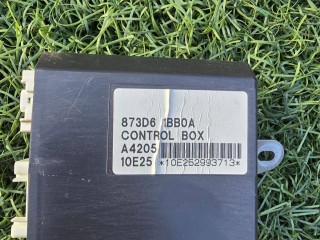 873D6 1BB0A
CONTROL BOX
A4205
10E25 *10E252993713*